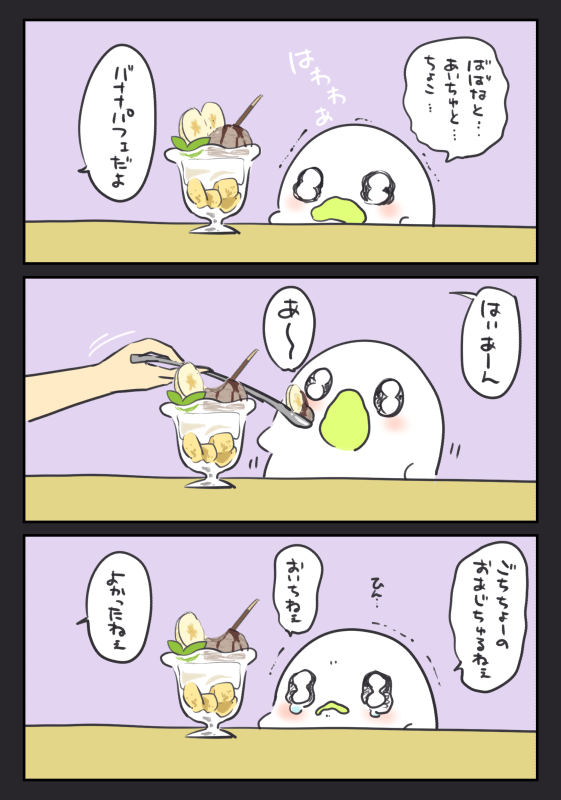 ばばなと…
あいちゅと…
ちょこ…
はわわぁ
バナナパフェだよ
はいあーん
あ〜
ごちちょーの
おあじちゅるねぇ
ひん…
おいちねぇ
よかったねぇ